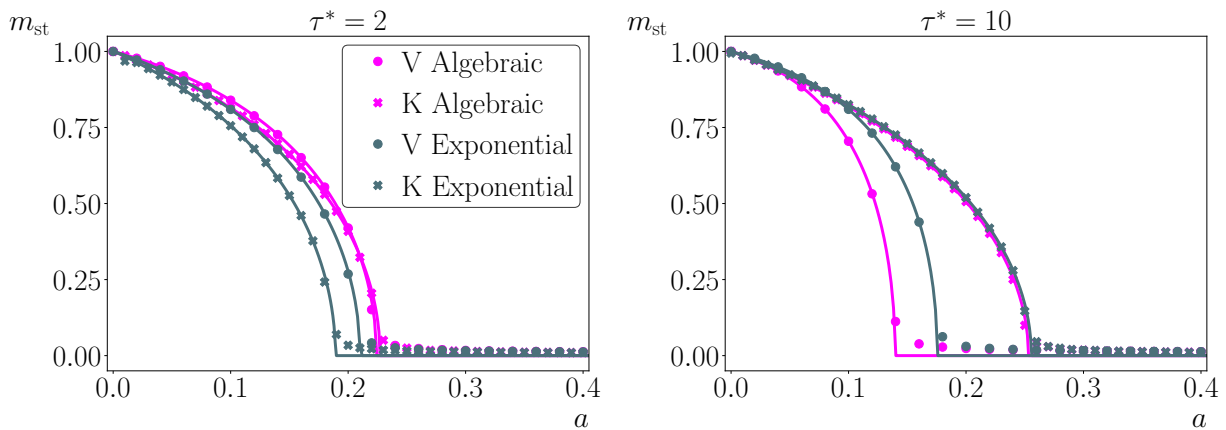 m_st
τ* = 2
1.00
0.75
0.50
0.25
0.00
V Algebraic
K Algebraic
V Exponential
K Exponential
0.0 0.1 0.2 0.3 0.4
a
m_st
τ* = 10
1.00
0.75
0.50
0.25
0.00
0.0 0.1 0.2 0.3 0.4
a